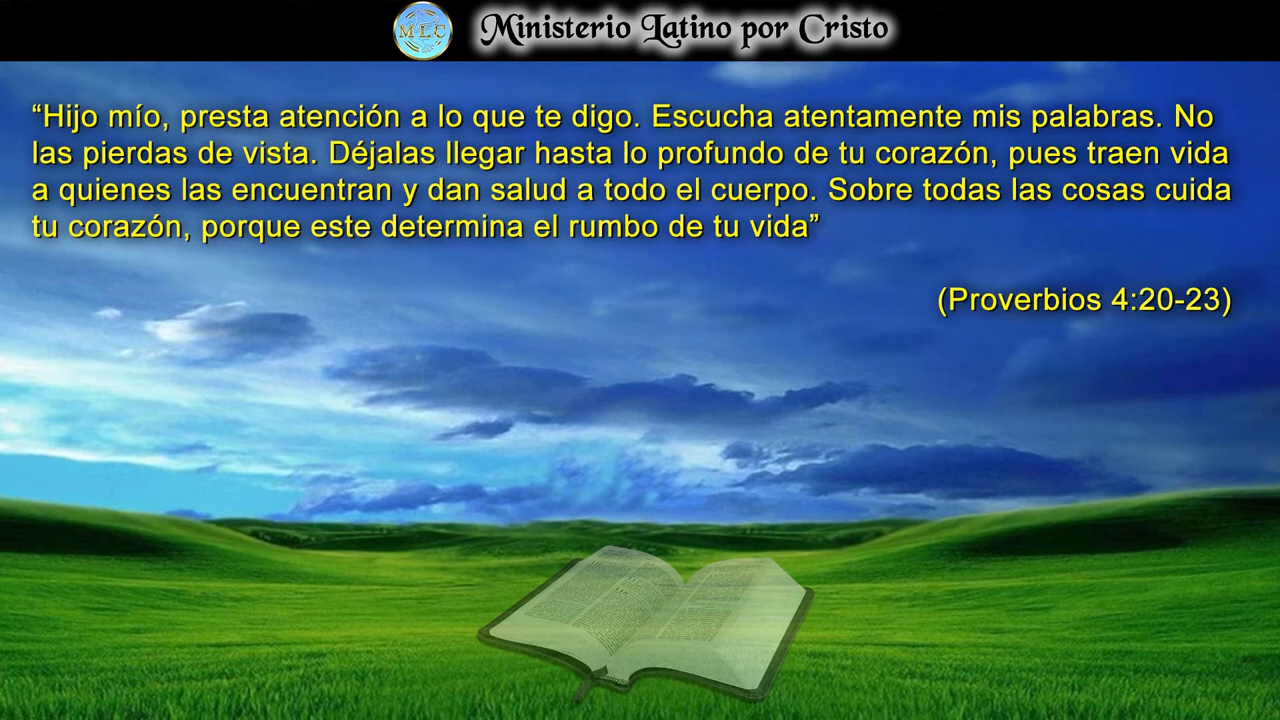 MLC
Ministerio Latino por Cristo
“Hijo mío, presta atención a lo que te digo. Escucha atentamente mis palabras. No
las pierdas de vista. Déjalas llegar hasta lo profundo de tu corazón, pues traen vida
a quienes las encuentran y dan salud a todo el cuerpo. Sobre todas las cosas cuida
tu corazón, porque este determina el rumbo de tu vida”
(Proverbios 4:20-23)